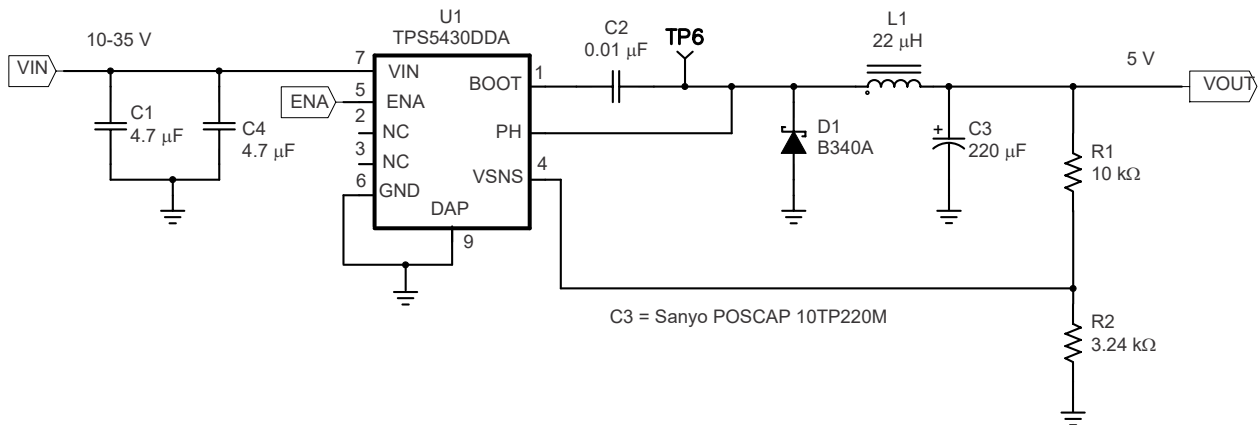 U1
TPS5430DDA
10-35 V
VIN
7
VIN
ENA
5
ENA
2
NC
3
NC
6
GND
DAP
9
BOOT
1
PH
VSNS
4
C1
4.7 μF
C4
4.7 μF
C2
0.01 μF
TP6
L1
22 μH
5 V
VOUT
D1
B340A
+
C3
220 μF
R1
10 kΩ
C3 = Sanyo POSCAP 10TP220M
R2
3.24 kΩ